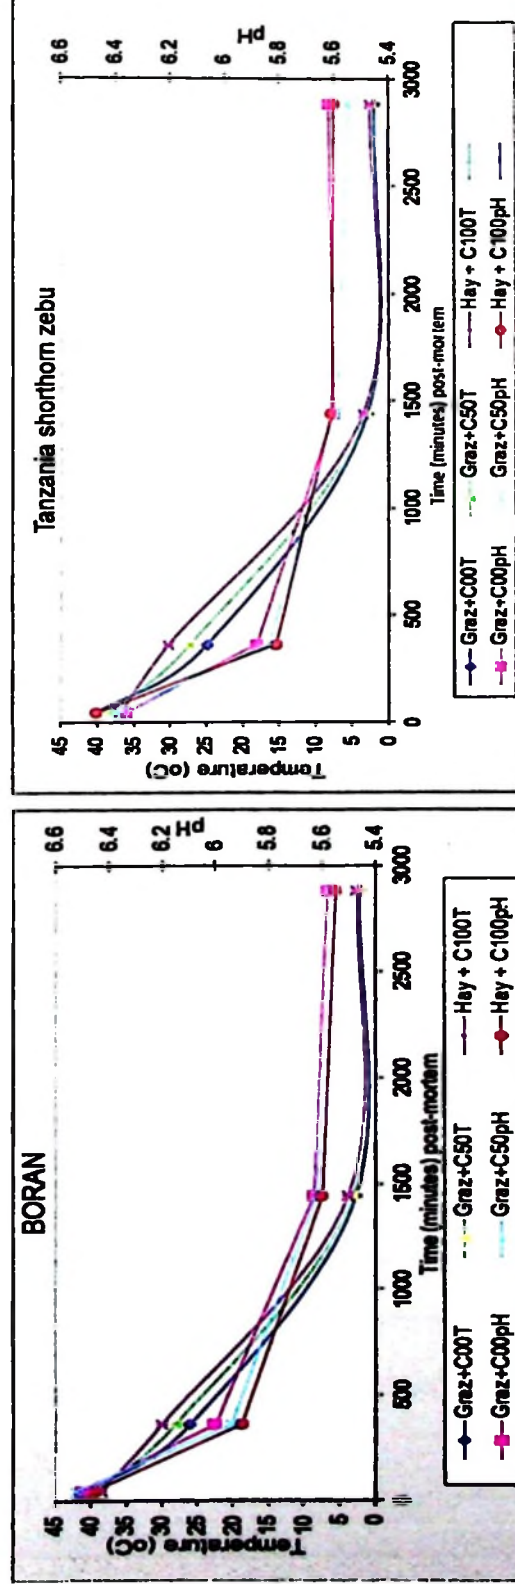 BORAN
Temperature (oC)
45
40
35
30
25
20
15
10
5
0
500
1000
1500
2000
2500
3000
Time (minutes) post-mortem
pH
6.6
6.4
6.2
6
5.8
5.6
5.4
Graz+C00T
Graz+C50T
Hay + C100T
Graz+C00pH
Graz+C50pH
Hay + C100pH
Tanzania shorthorn zebu
Temperature (oC)
45
40
35
30
25
20
15
10
5
0
0
500
1000
1500
2000
2500
3000
Time (minutes) post-mortem
pH
6.6
6.4
6.2
6
5.8
5.6
5.4
Graz+C00T
Graz+C50T
Hay + C100T
Graz+C00pH
Graz+C50pH
Hay + C100pH